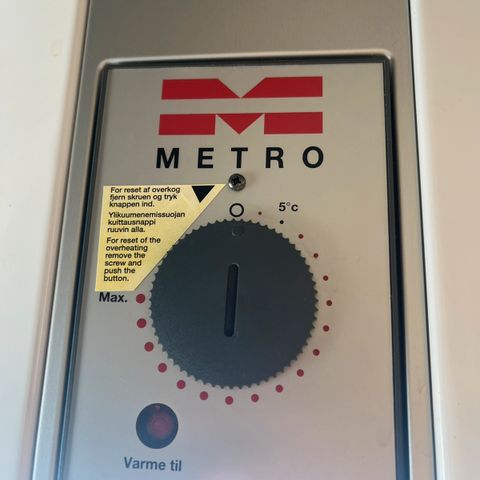 METRO
For reset af overkog
fjern skruen og tryk
knappen ind.
Ylikuumenemissuojan
kuittausnappi
ruuvin alla.
For reset of the
overheating
remove the
screw and
push the
button.
5°c
Max.
Varme til